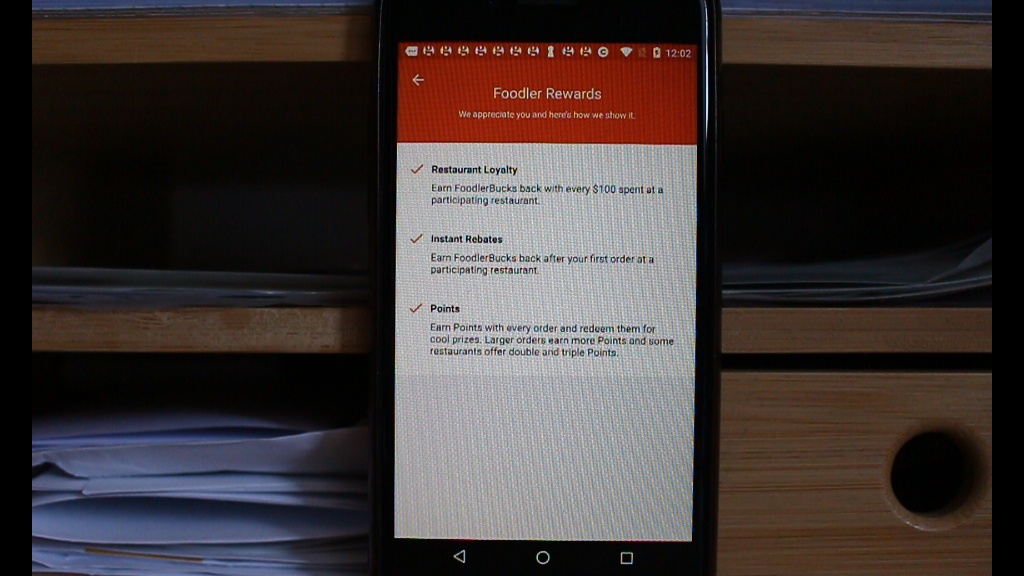 12:02
Foodler Rewards
We appreciate you and here's how we show it.
Restaurant Loyalty
Earn FoodlerBucks back with every $100 spent at a
participating restaurant.
Instant Rebates
Earn FoodlerBucks back after your first order at a
participating restaurant.
Points
Earn Points with every order and redeem them for
cool prizes. Larger orders earn more Points and some
restaurants offer double and triple Points.